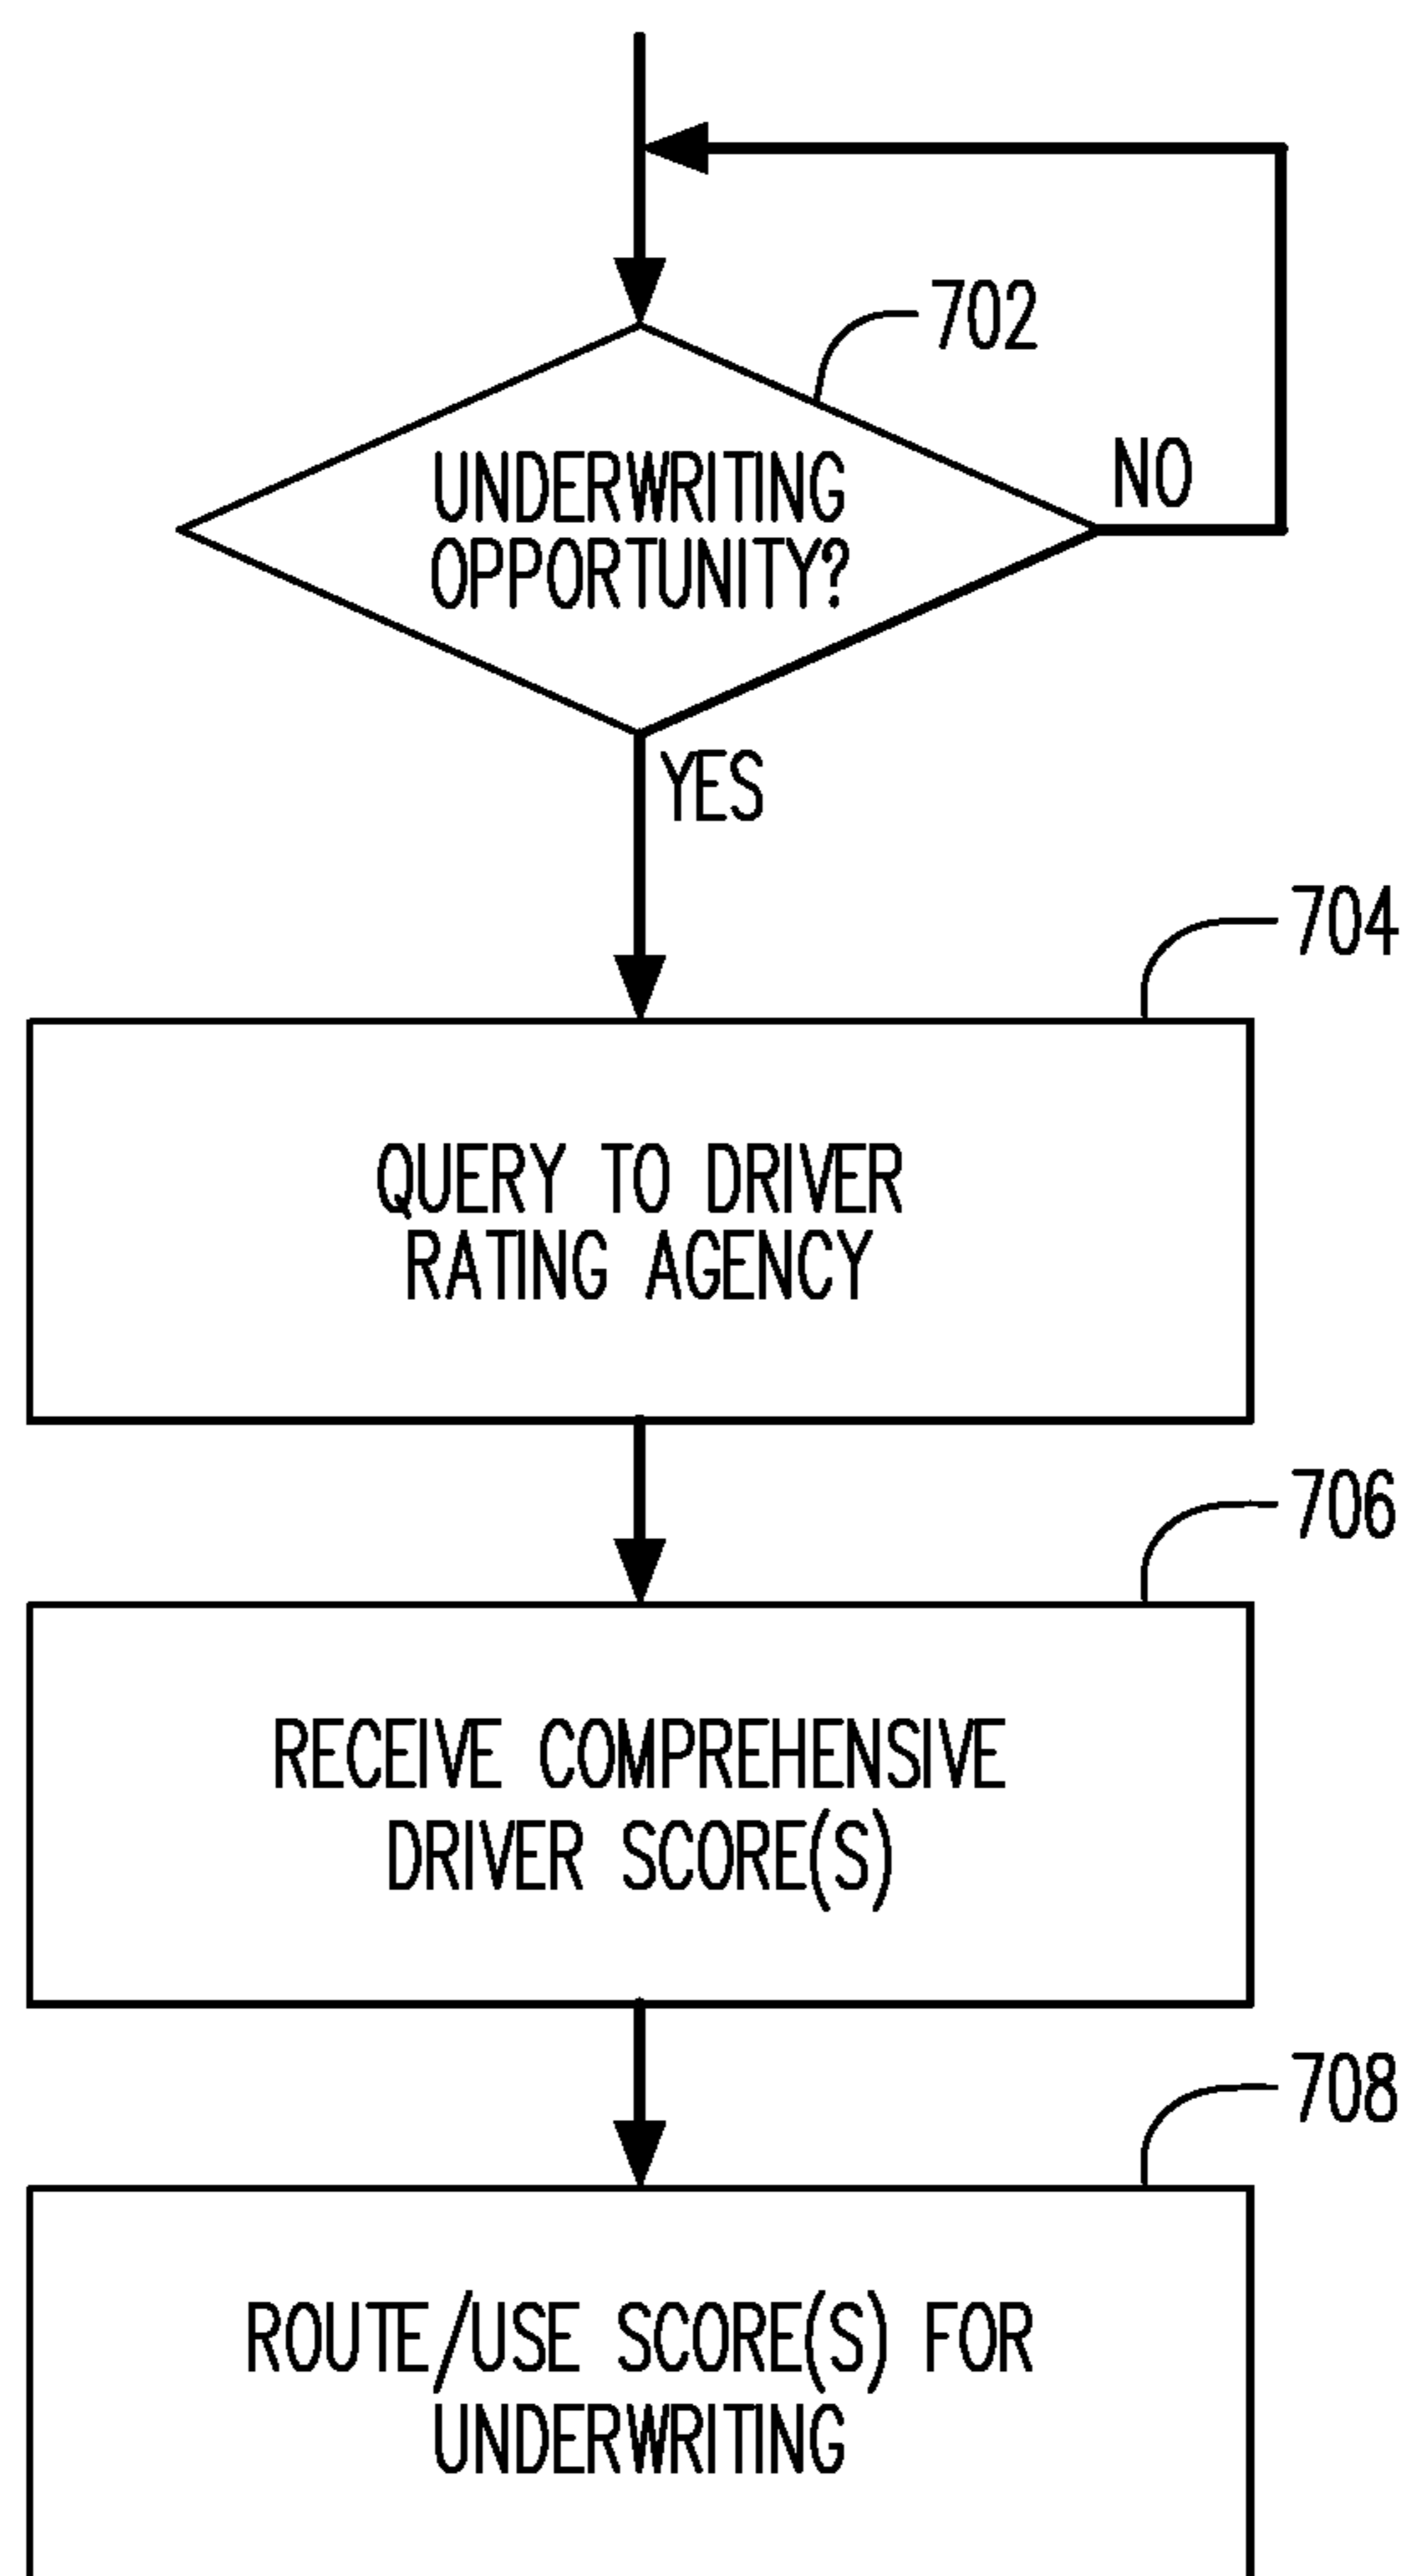 702
UNDERWRITING
OPPORTUNITY?
NO
YES
704
QUERY TO DRIVER
RATING AGENCY
706
RECEIVE COMPREHENSIVE
DRIVER SCORE(S)
708
ROUTE/USE SCORE(S) FOR
UNDERWRITING